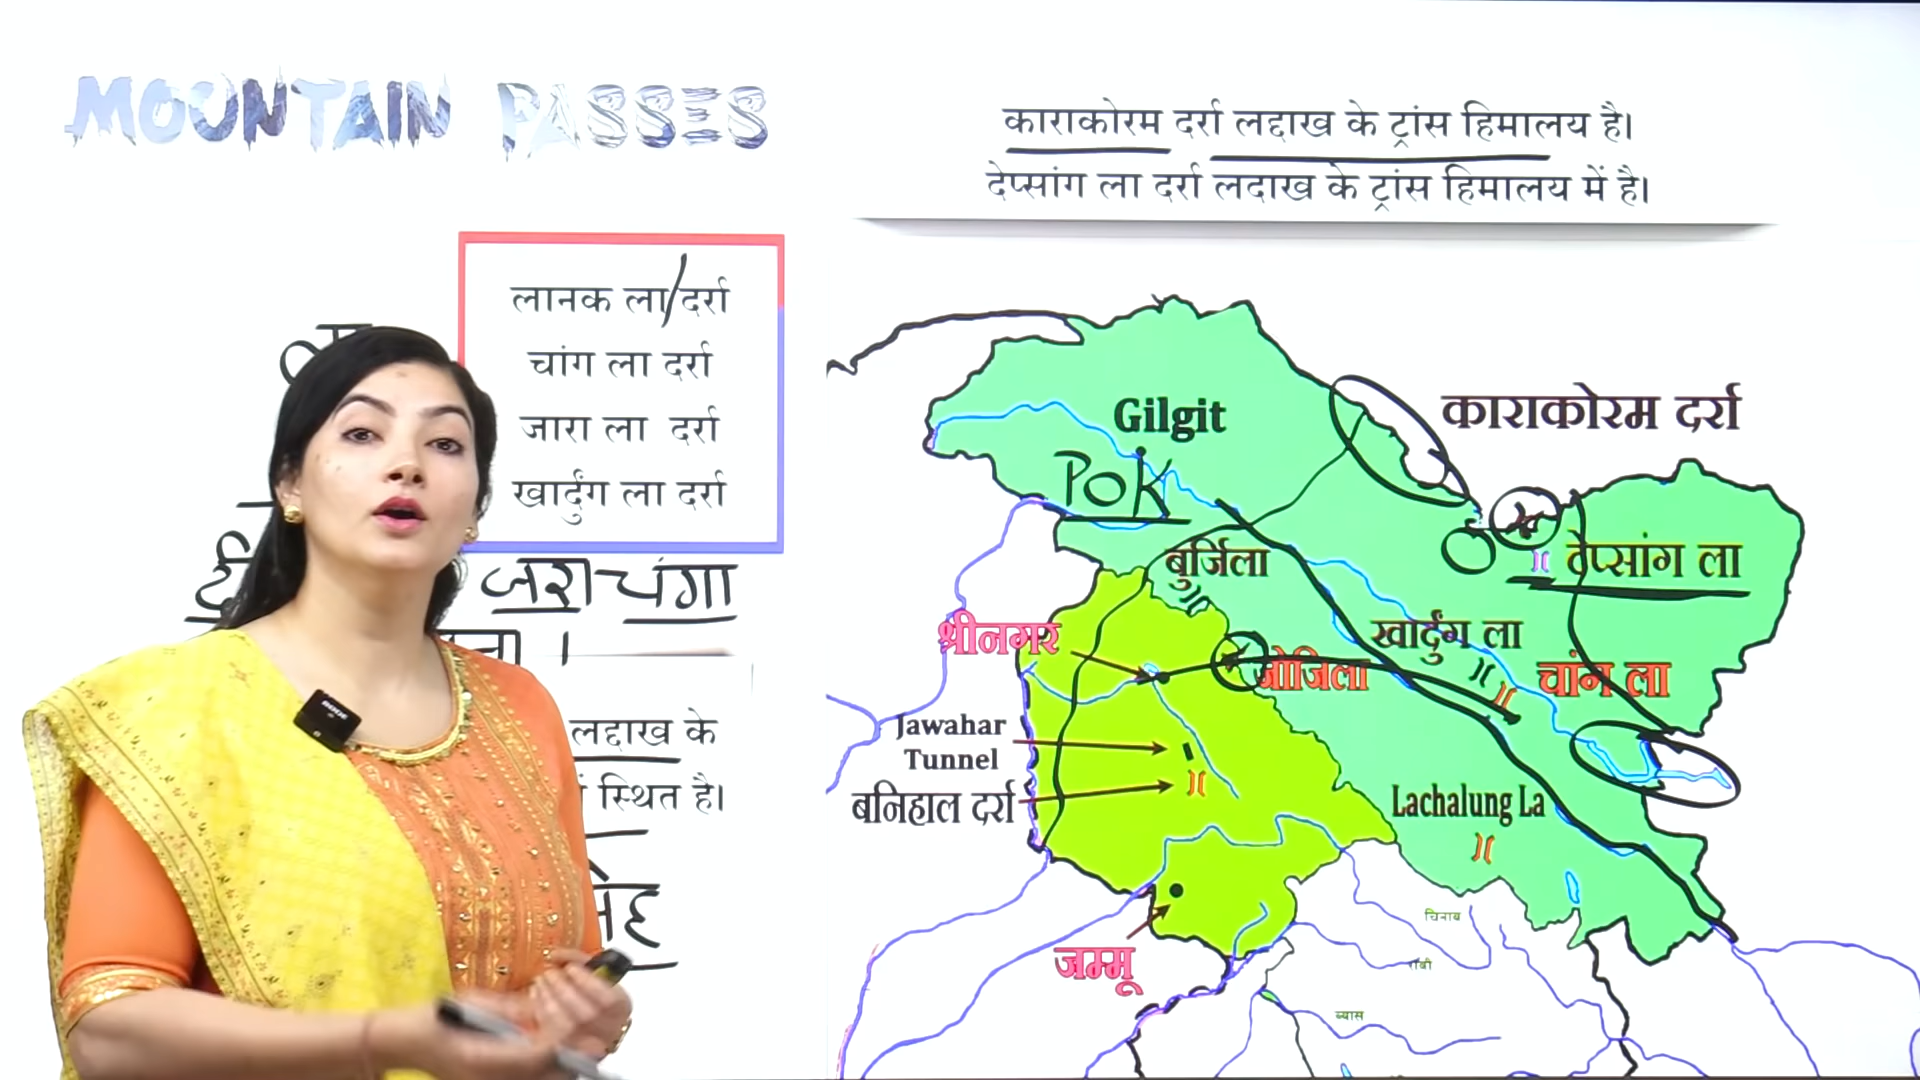 MOUNTAIN PASSES
काराकोरम दर्रा लद्दाख के ट्रांस हिमालय है।
देप्सांग ला दर्रा लदाख के ट्रांस हिमालय में है।
लानक ला/दर्रा
चांग ला दर्रा
जारा ला दर्रा
खार्दुंग ला दर्रा
जरा चंगा
लद्दाख के
स्थित है।
Gilgit
POK
काराकोरम दर्रा
देप्सांग ला
बुर्जिला
श्रीनगर
जोजिला
खार्दुंग ला
चांग ला
Jawahar
Tunnel
बनिहाल दर्रा
Lachalung La
जम्मू
चिनाब
रावी
ब्यास